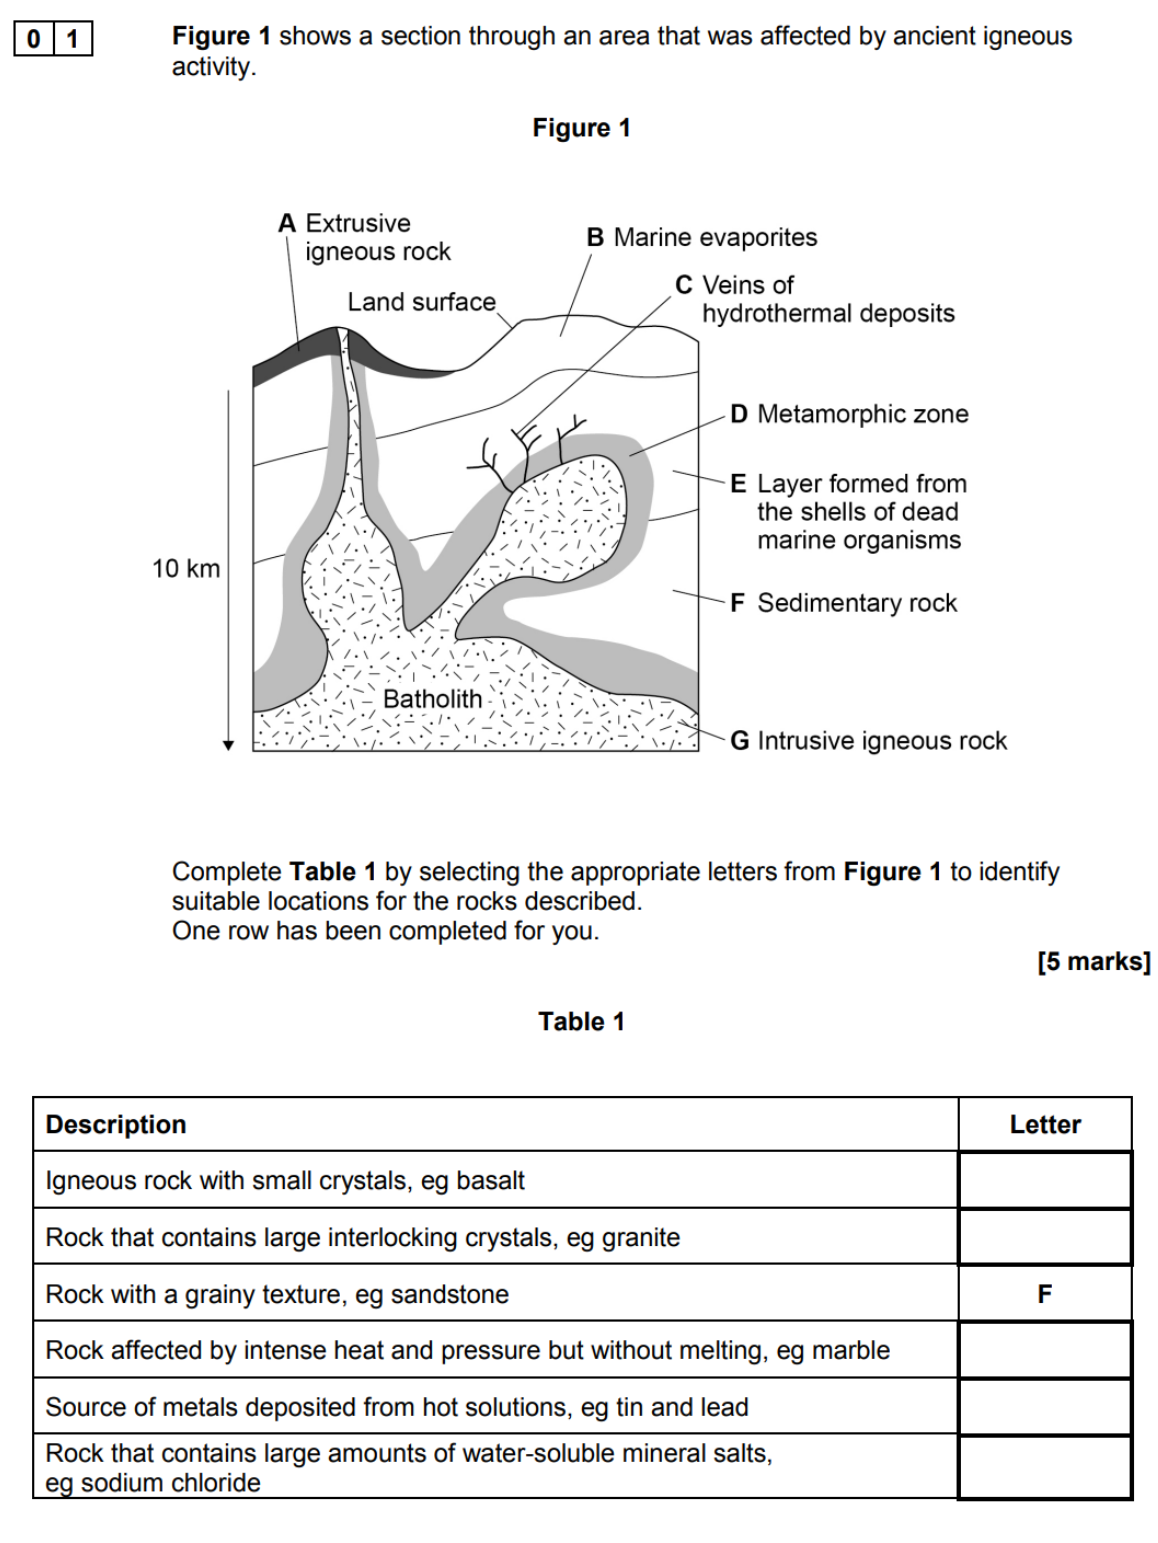 0 1
Figure 1 shows a section through an area that was affected by ancient igneous
activity.
Figure 1
A Extrusive
igneous rock
B Marine evaporites
C Veins of
hydrothermal deposits
Land surface
D Metamorphic zone
E Layer formed from
the shells of dead
marine organisms
10 km
F Sedimentary rock
Batholith
G Intrusive igneous rock
Complete Table 1 by selecting the appropriate letters from Figure 1 to identify
suitable locations for the rocks described.
One row has been completed for you.
[5 marks]
Table 1
Description Letter
Igneous rock with small crystals, eg basalt
Rock that contains large interlocking crystals, eg granite
Rock with a grainy texture, eg sandstone F
Rock affected by intense heat and pressure but without melting, eg marble
Source of metals deposited from hot solutions, eg tin and lead
Rock that contains large amounts of water-soluble mineral salts,
eg sodium chloride